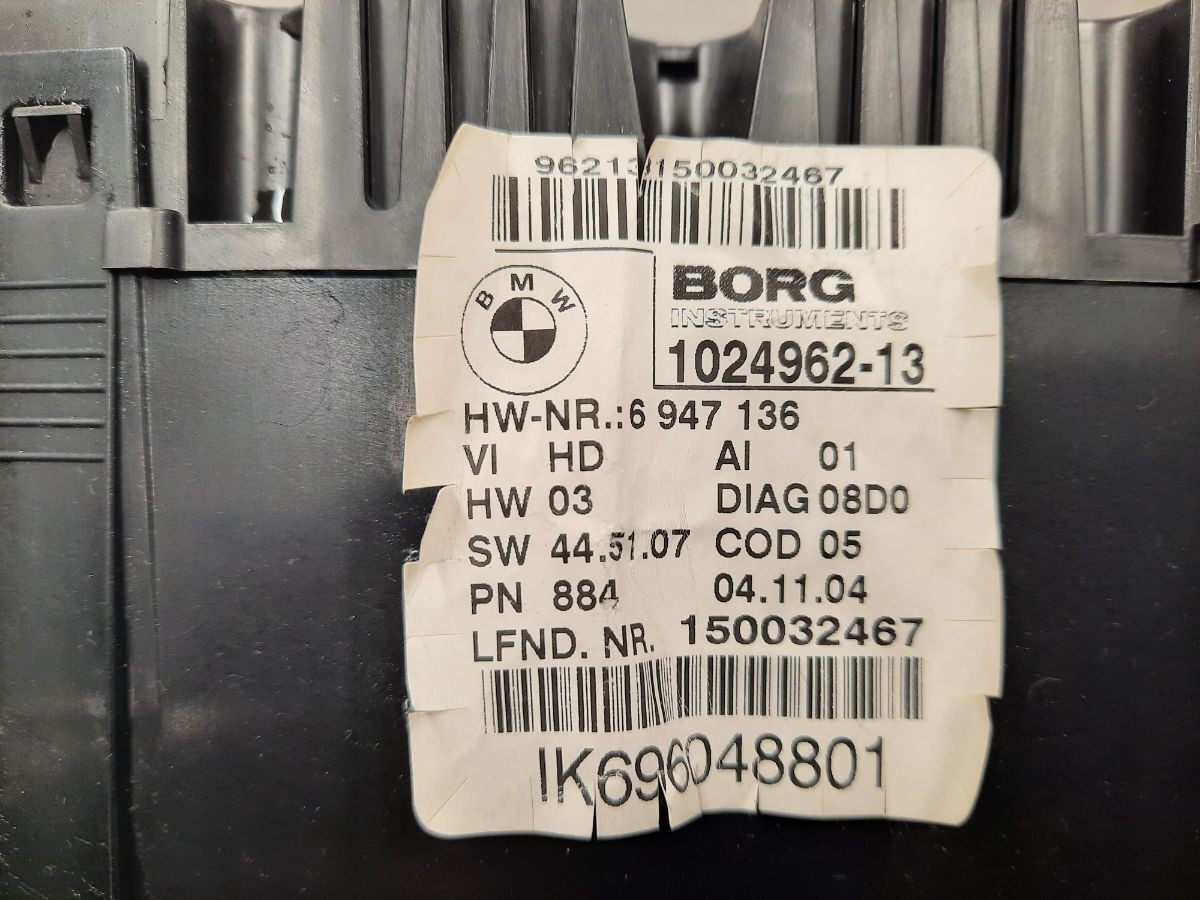 96213150032467
BMW
BORG
INSTRUMENTS
1024962-13
HW-NR.:6 947 136
VI HD AI 01
HW 03 DIAG 08D0
SW 44.51.07 COD 05
PN 884 04.11.04
LFND. NR. 150032467
IK696048801